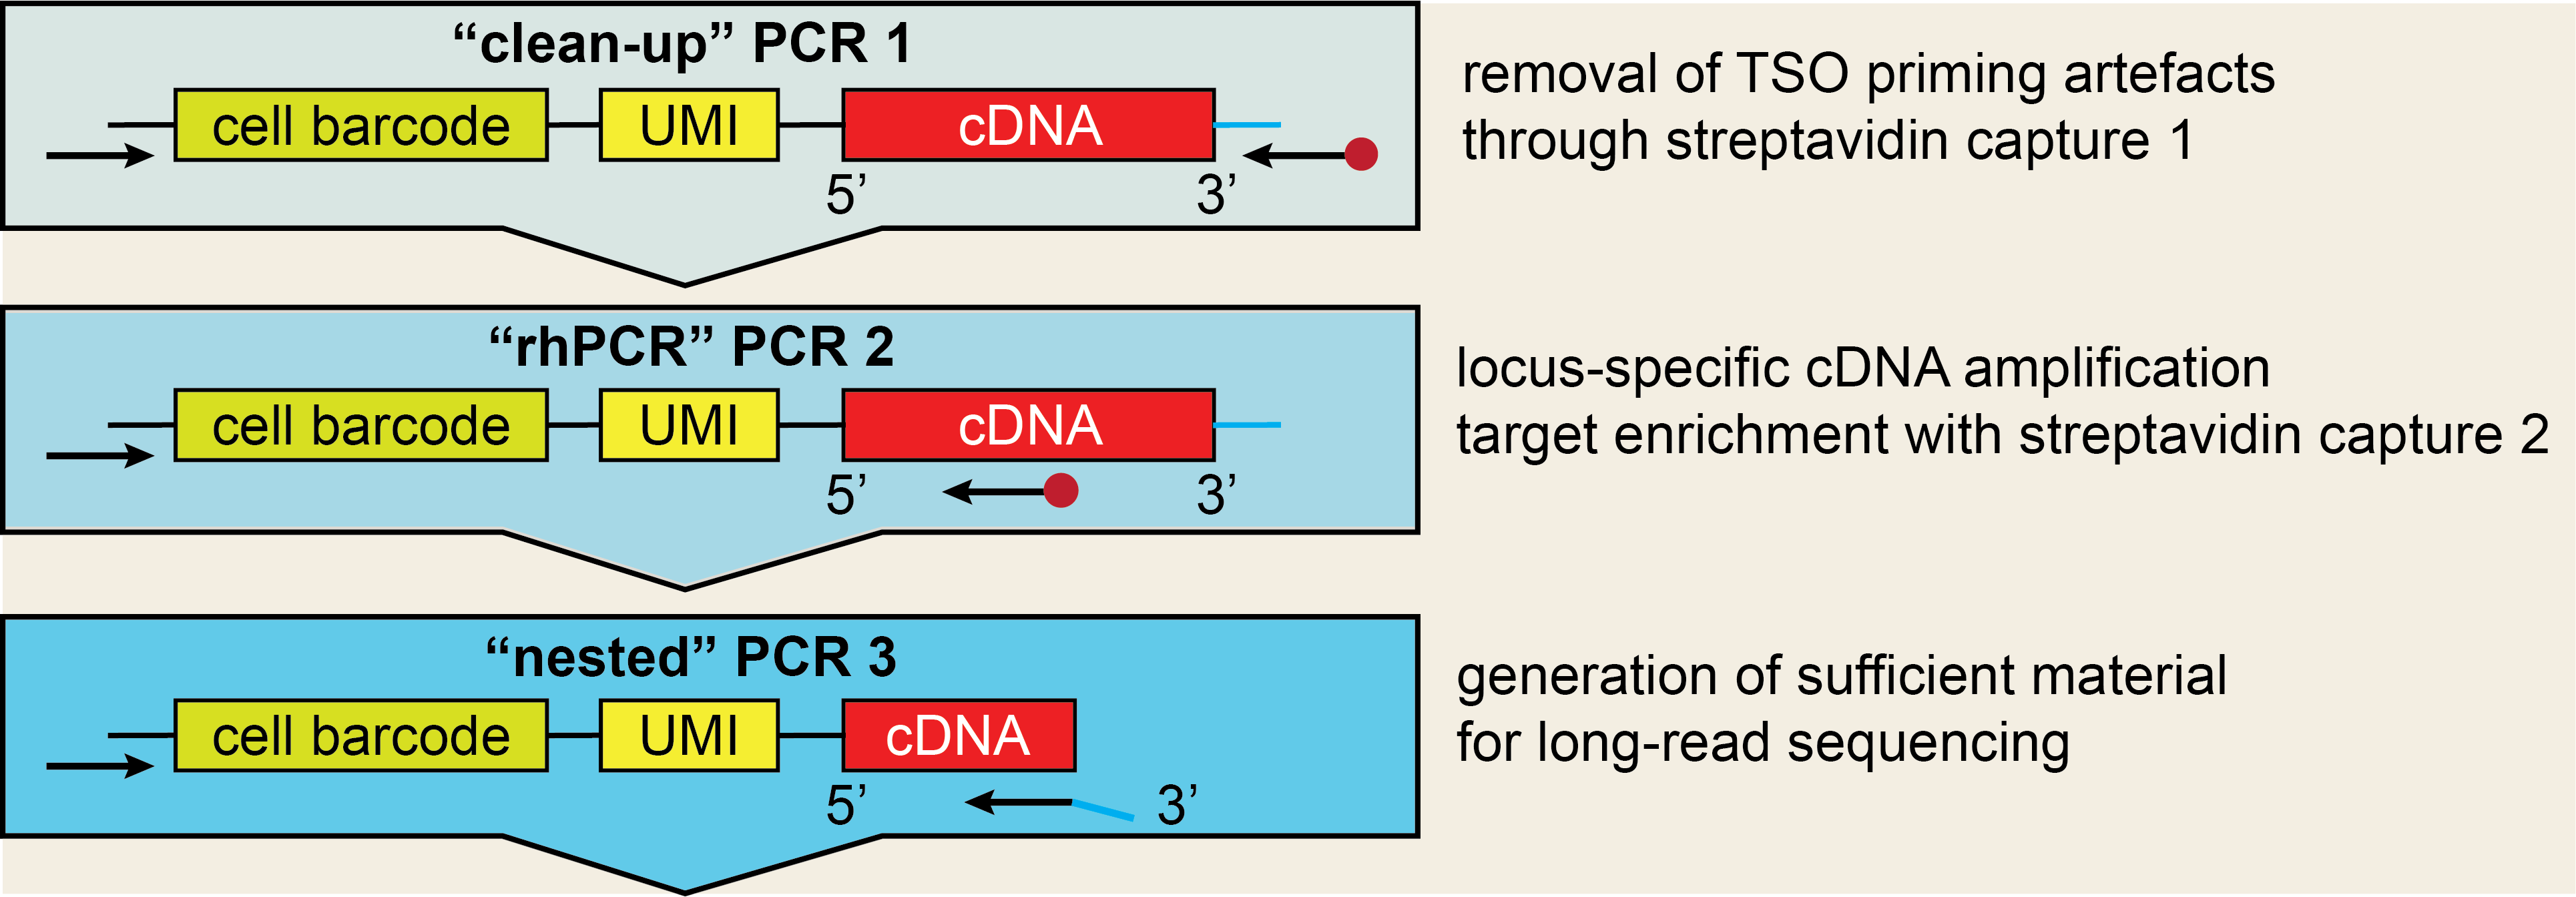 “clean-up” PCR 1
cell barcode UMI cDNA
5’ 3’
removal of TSO priming artefacts
through streptavidin capture 1
“rhPCR” PCR 2
cell barcode UMI cDNA
5’ 3’
locus-specific cDNA amplification
target enrichment with streptavidin capture 2
“nested” PCR 3
cell barcode UMI cDNA
5’ 3’
generation of sufficient material
for long-read sequencing